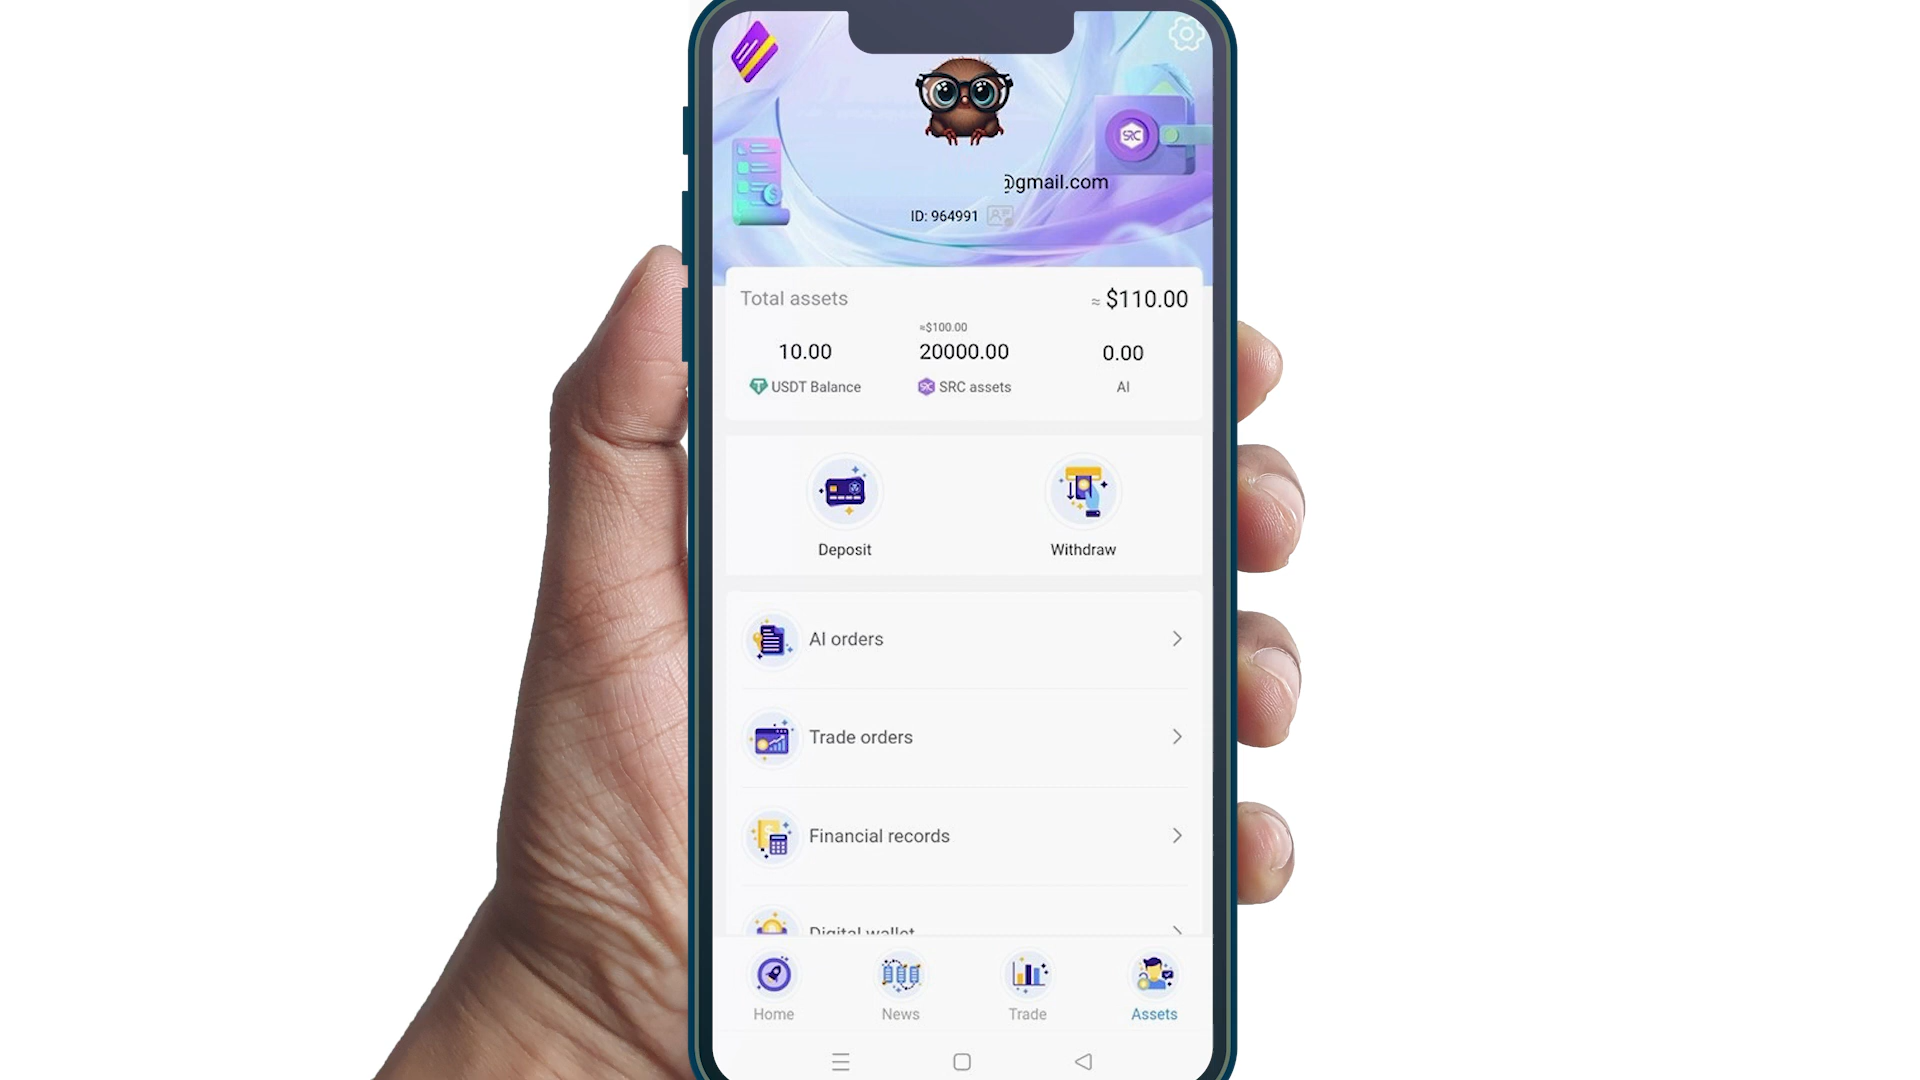 SRC
@gmail.com
ID: 964991
Total assets
≈ $110.00
≈$100.00
10.00
20000.00
0.00
USDT Balance
SRC assets
AI
Deposit
Withdraw
AI orders
Trade orders
Financial records
Digital wallet
Home
News
Trade
Assets